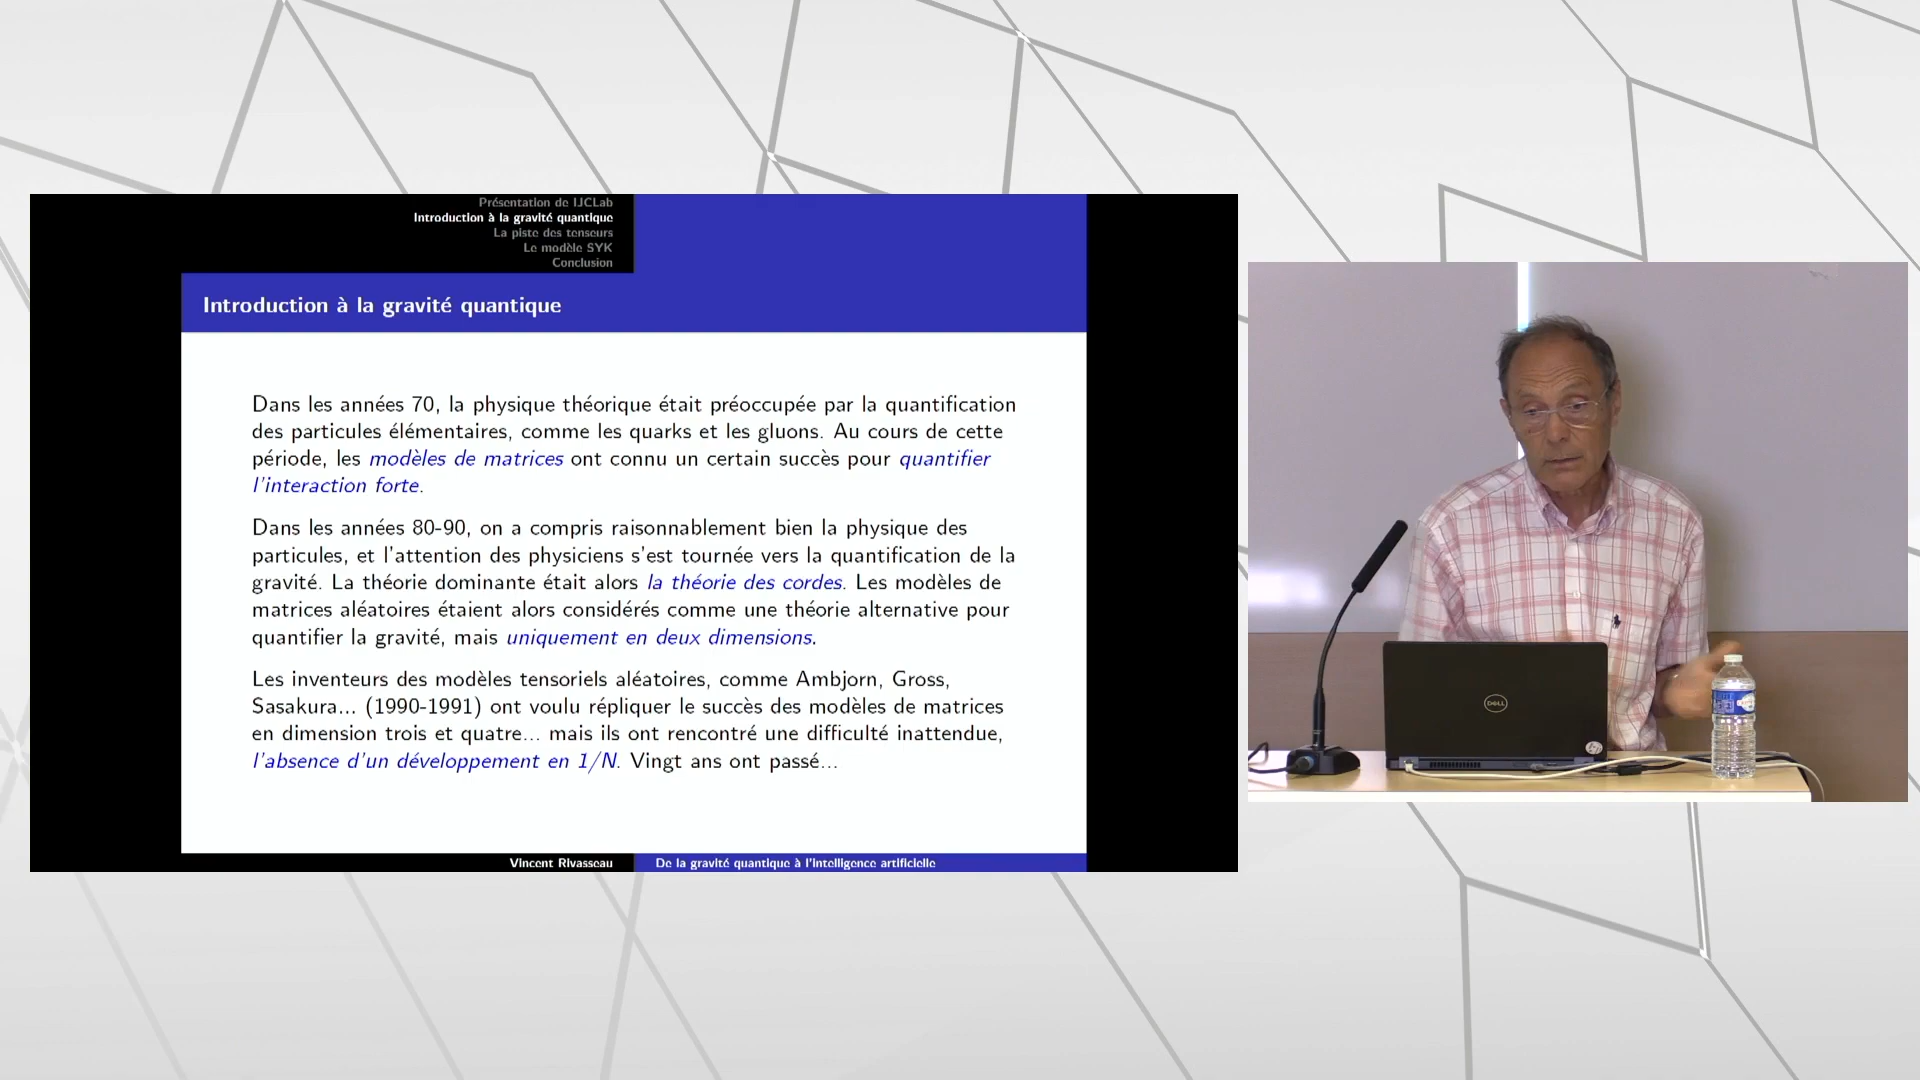 Présentation de IJCLab
Introduction à la gravité quantique
La piste des tenseurs
Le modèle SYK
Conclusion
Introduction à la gravité quantique
Dans les années 70, la physique théorique était préoccupée par la quantification
des particules élémentaires, comme les quarks et les gluons. Au cours de cette
période, les modèles de matrices ont connu un certain succès pour quantifier
l'interaction forte.
Dans les années 80-90, on a compris raisonnablement bien la physique des
particules, et l'attention des physiciens s'est tournée vers la quantification de la
gravité. La théorie dominante était alors la théorie des cordes. Les modèles de
matrices aléatoires étaient alors considérés comme une théorie alternative pour
quantifier la gravité, mais uniquement en deux dimensions.
Les inventeurs des modèles tensoriels aléatoires, comme Ambjorn, Gross,
Sasakura... (1990-1991) ont voulu répliquer le succès des modèles de matrices
en dimension trois et quatre... mais ils ont rencontré une difficulté inattendue,
l'absence d'un développement en 1/N. Vingt ans ont passé...
Vincent Rivasseau
De la gravité quantique à l'intelligence artificielle
DELL